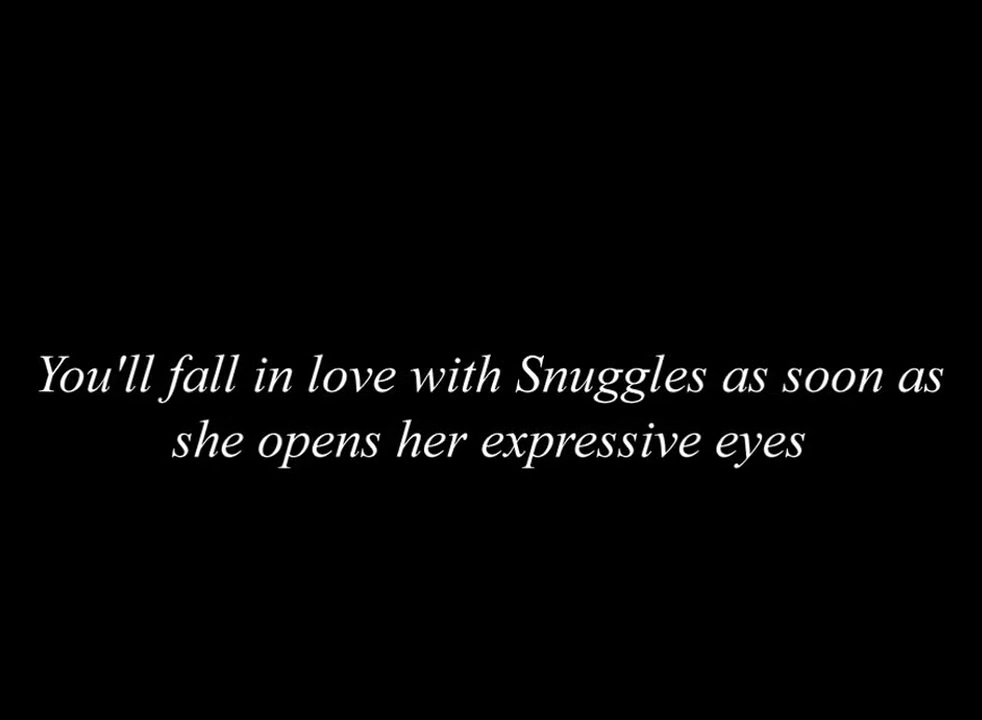 You'll fall in love with Snuggles as soon as
she opens her expressive eyes